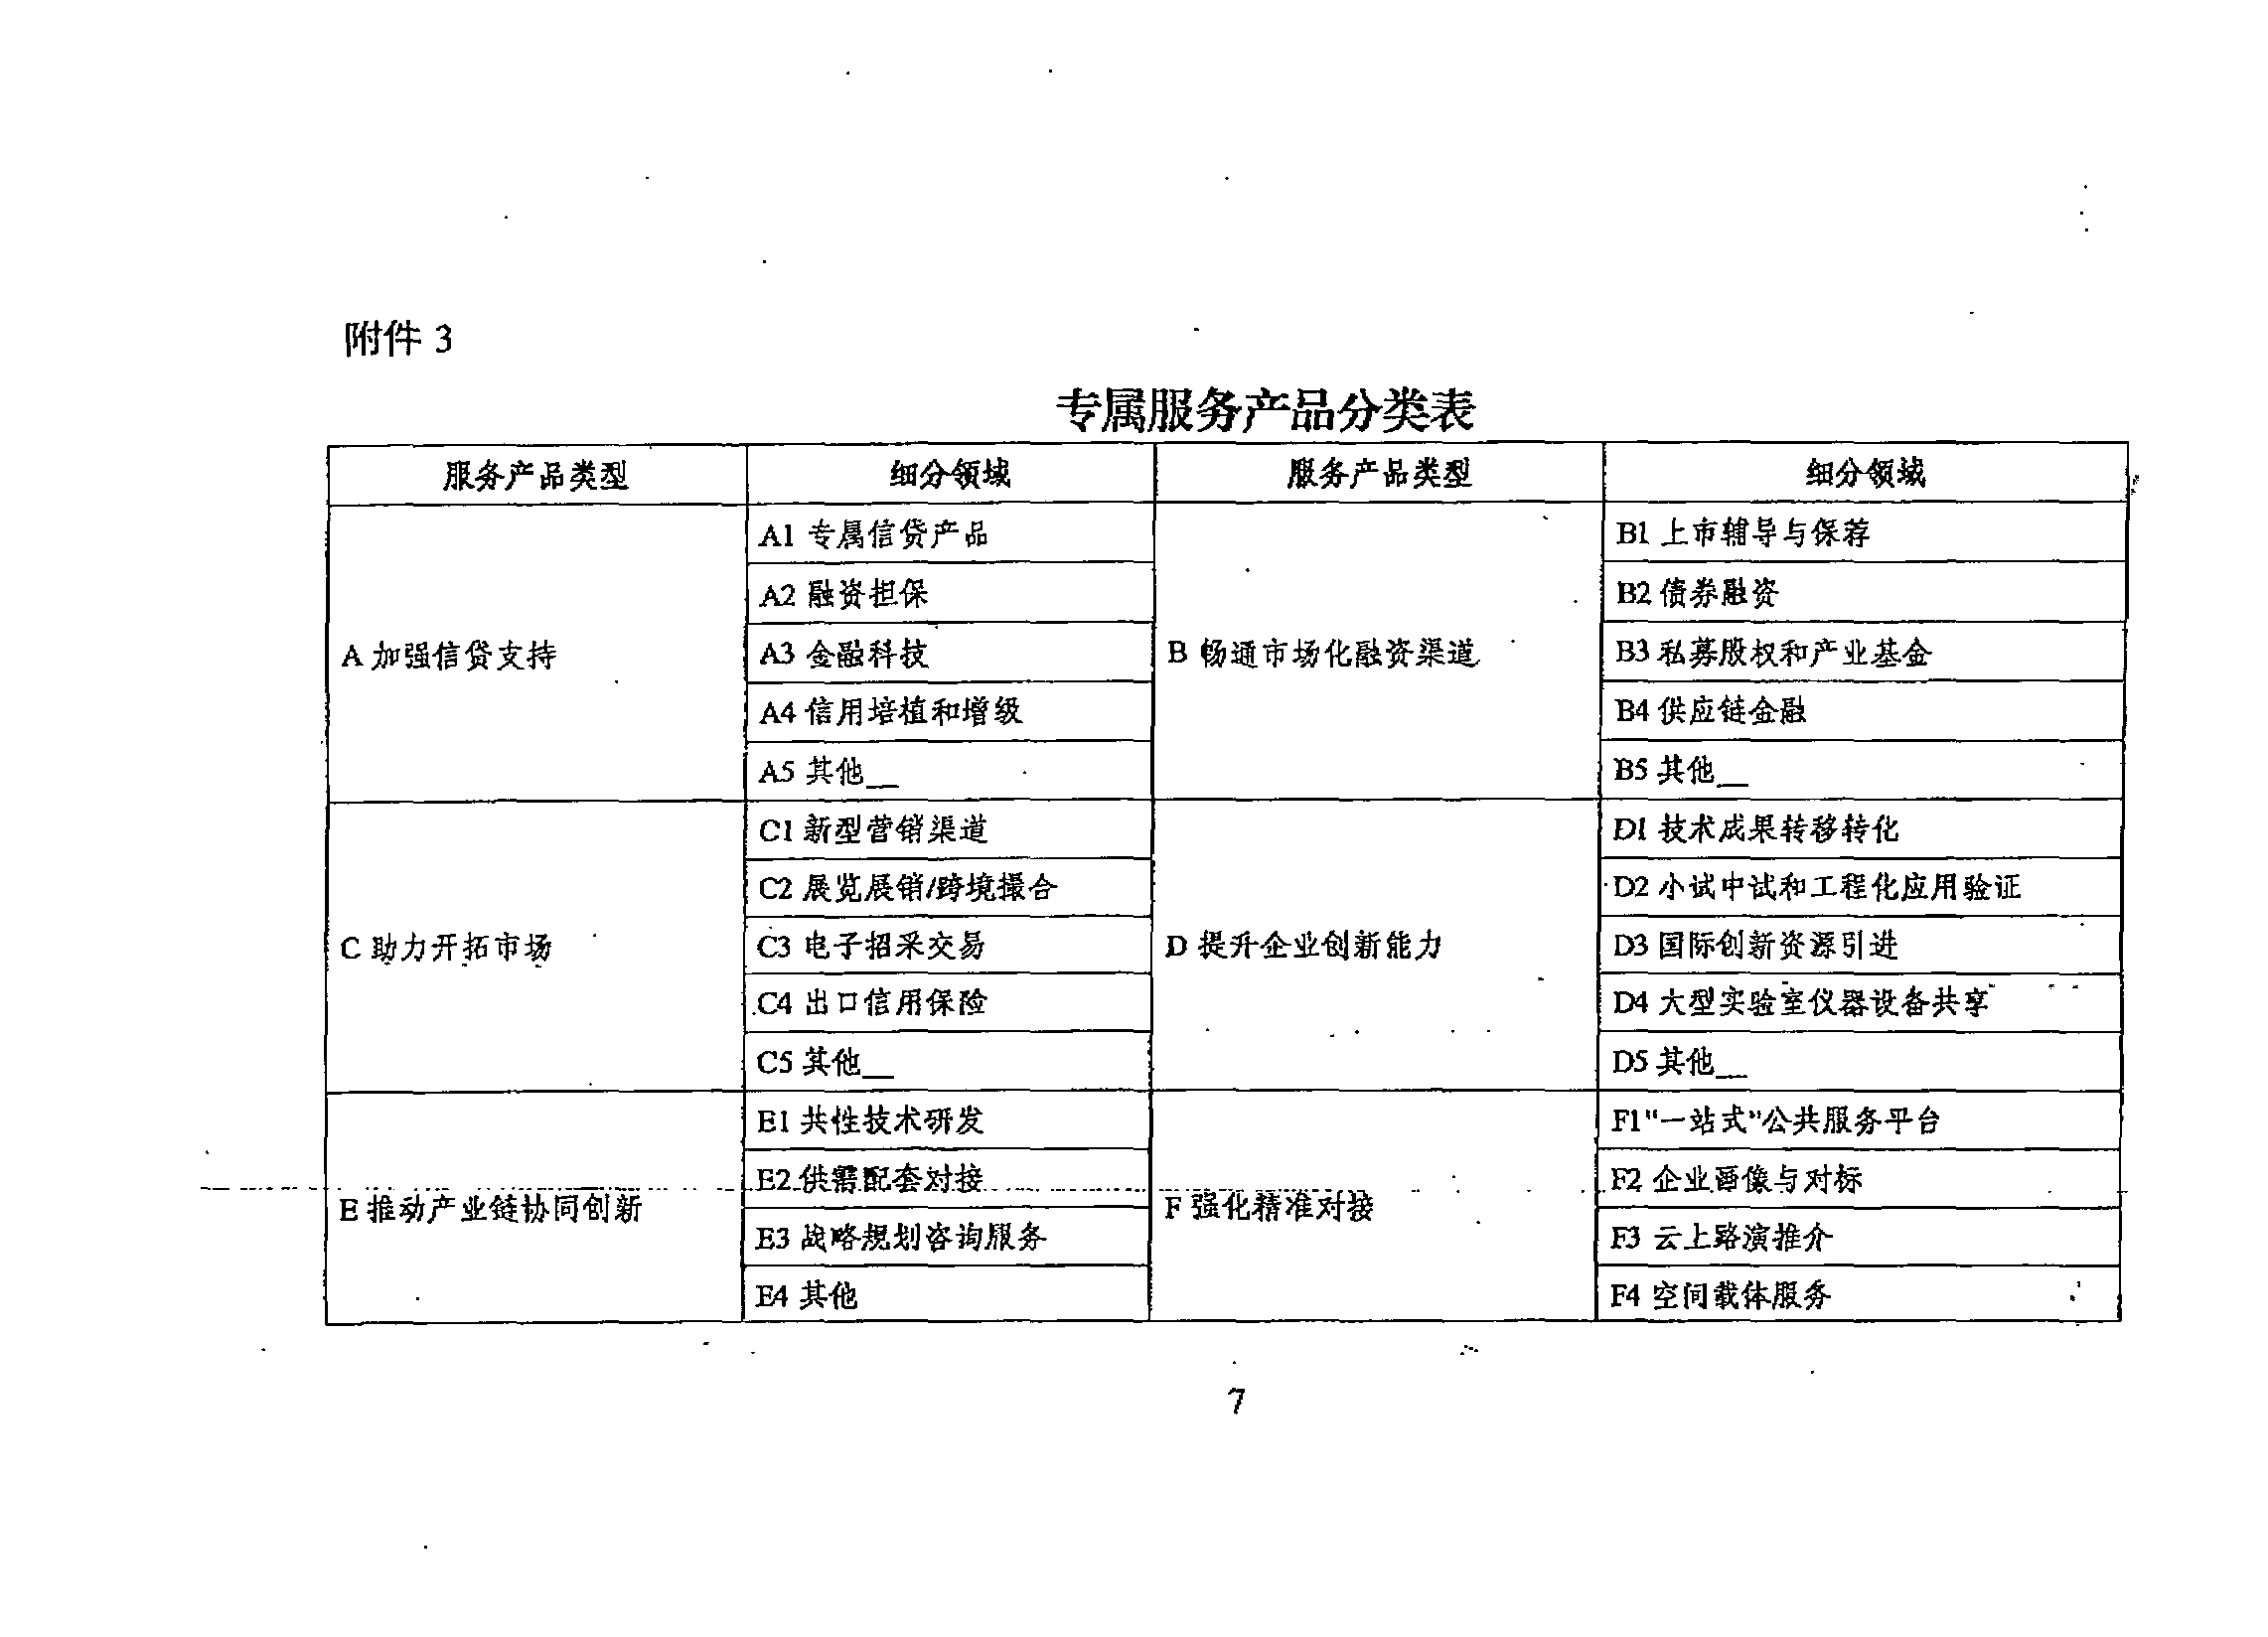 附件 3
专属服务产品分类表
服务产品类型 细分领域 服务产品类型 细分领域
A1 专属信贷产品 B1 上市辅导与保荐
A2 融资担保 B2 债券融资
A 加强信贷支持 A3 金融科技 B 畅通市场化融资渠道 B3 私募股权和产业基金
A4 信用培植和增级 B4 供应链金融
A5 其他__ B5 其他__
C1 新型营销渠道 D1 技术成果转移转化
C2 展览展销/跨境撮合 D2 小试中试和工程化应用验证
C 助力开拓市场 C3 电子招采交易 D 提升企业创新能力 D3 国际创新资源引进
C4 出口信用保险 D4 大型实验室仪器设备共享
C5 其他__ D5 其他__
E1 共性技术研发 F1“一站式”公共服务平台
E2 供需配套对接 F2 企业画像与对标
E 推动产业链协同创新 F 强化精准对接
E3 战略规划咨询服务 F3 云上路演推介
E4 其他 F4 空间载体服务
7